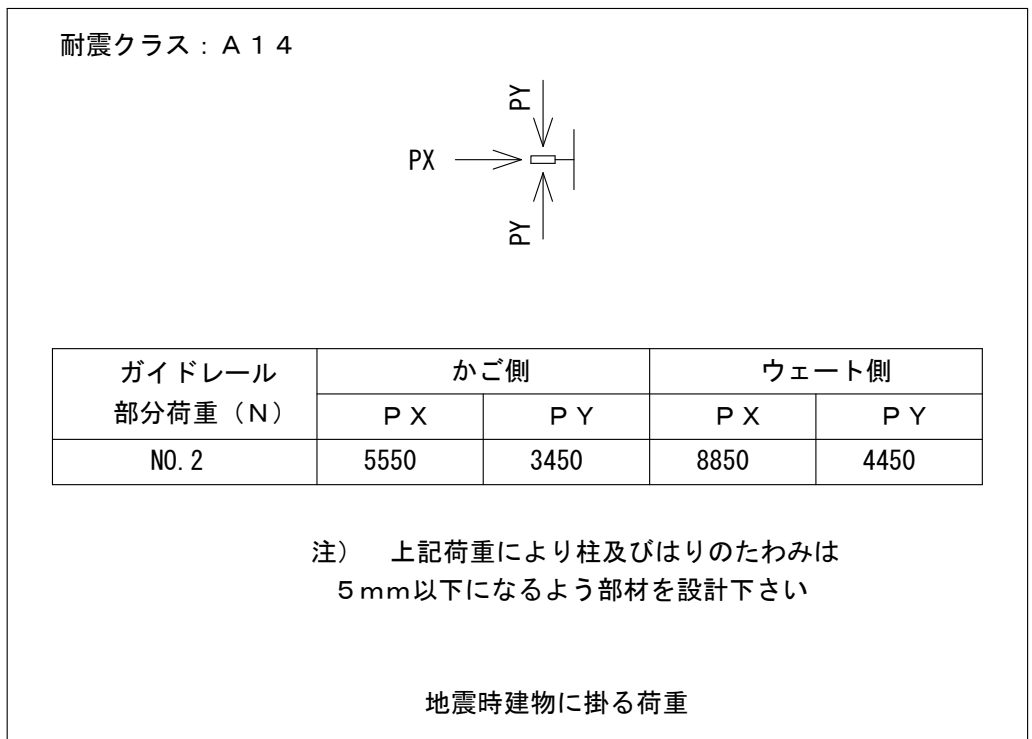 耐震クラス：A14
PY
PX
PY
ガイドレール
部分荷重（N）
かご側
ウェート側
PX
PY
PX
PY
NO.2
5550
3450
8850
4450
注）　上記荷重により柱及びはりのたわみは
5mm以下になるよう部材を設計下さい
地震時建物に掛る荷重